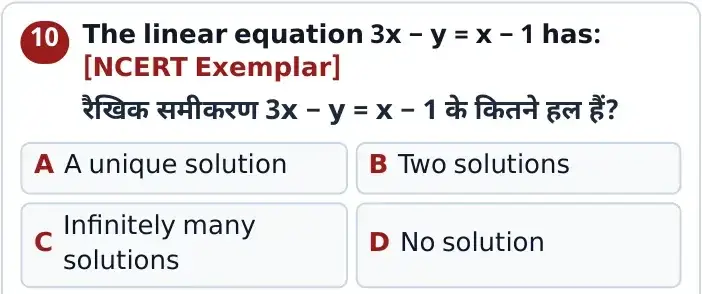 10 The linear equation 3x − y = x − 1 has:
[NCERT Exemplar]
रैखिक समीकरण 3x − y = x − 1 के कितने हल हैं?
A A unique solution
B Two solutions
C Infinitely many
solutions
D No solution